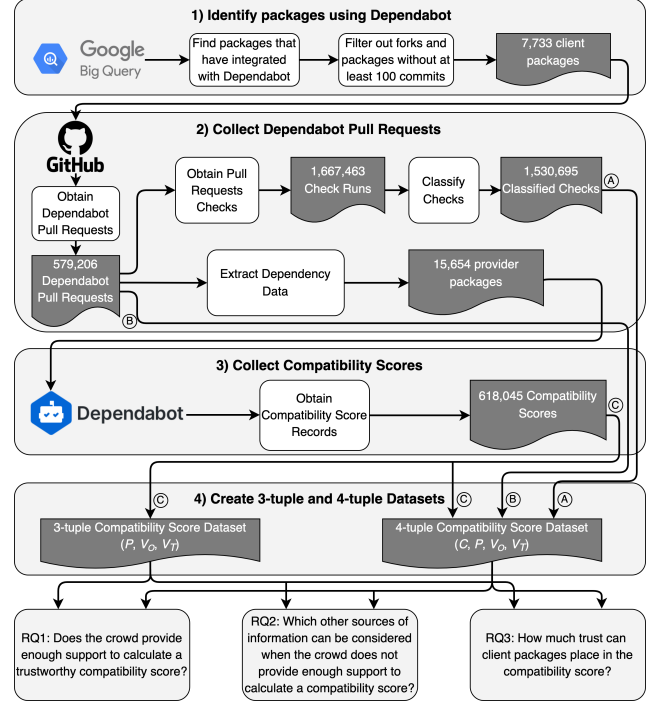 1) Identify packages using Dependabot
Google
Big Query
Find packages that
have integrated
with Dependabot
Filter out forks and
packages without at
least 100 commits
7,733 client
packages
2) Collect Dependabot Pull Requests
GitHub
Obtain
Dependabot
Pull Requests
579,206
Dependabot
Pull Requests
B
Obtain Pull
Requests
Checks
1,667,463
Check Runs
Classify
Checks
1,530,695
Classified Checks
A
Extract Dependency
Data
15,654 provider
packages
3) Collect Compatibility Scores
Dependabot
Obtain
Compatibility Score
Records
618,045 Compatibility
Scores
C
4) Create 3-tuple and 4-tuple Datasets
C
C
B
A
3-tuple Compatibility Score Dataset
(P, V_O, V_T)
4-tuple Compatibility Score Dataset
(C, P, V_O, V_T)
RQ1: Does the crowd provide
enough support to calculate a
trustworthy compatibility score?
RQ2: Which other sources of
information can be considered
when the crowd does not
provide enough support to
calculate a compatibility score?
RQ3: How much trust can
client packages place in the
compatibility score?